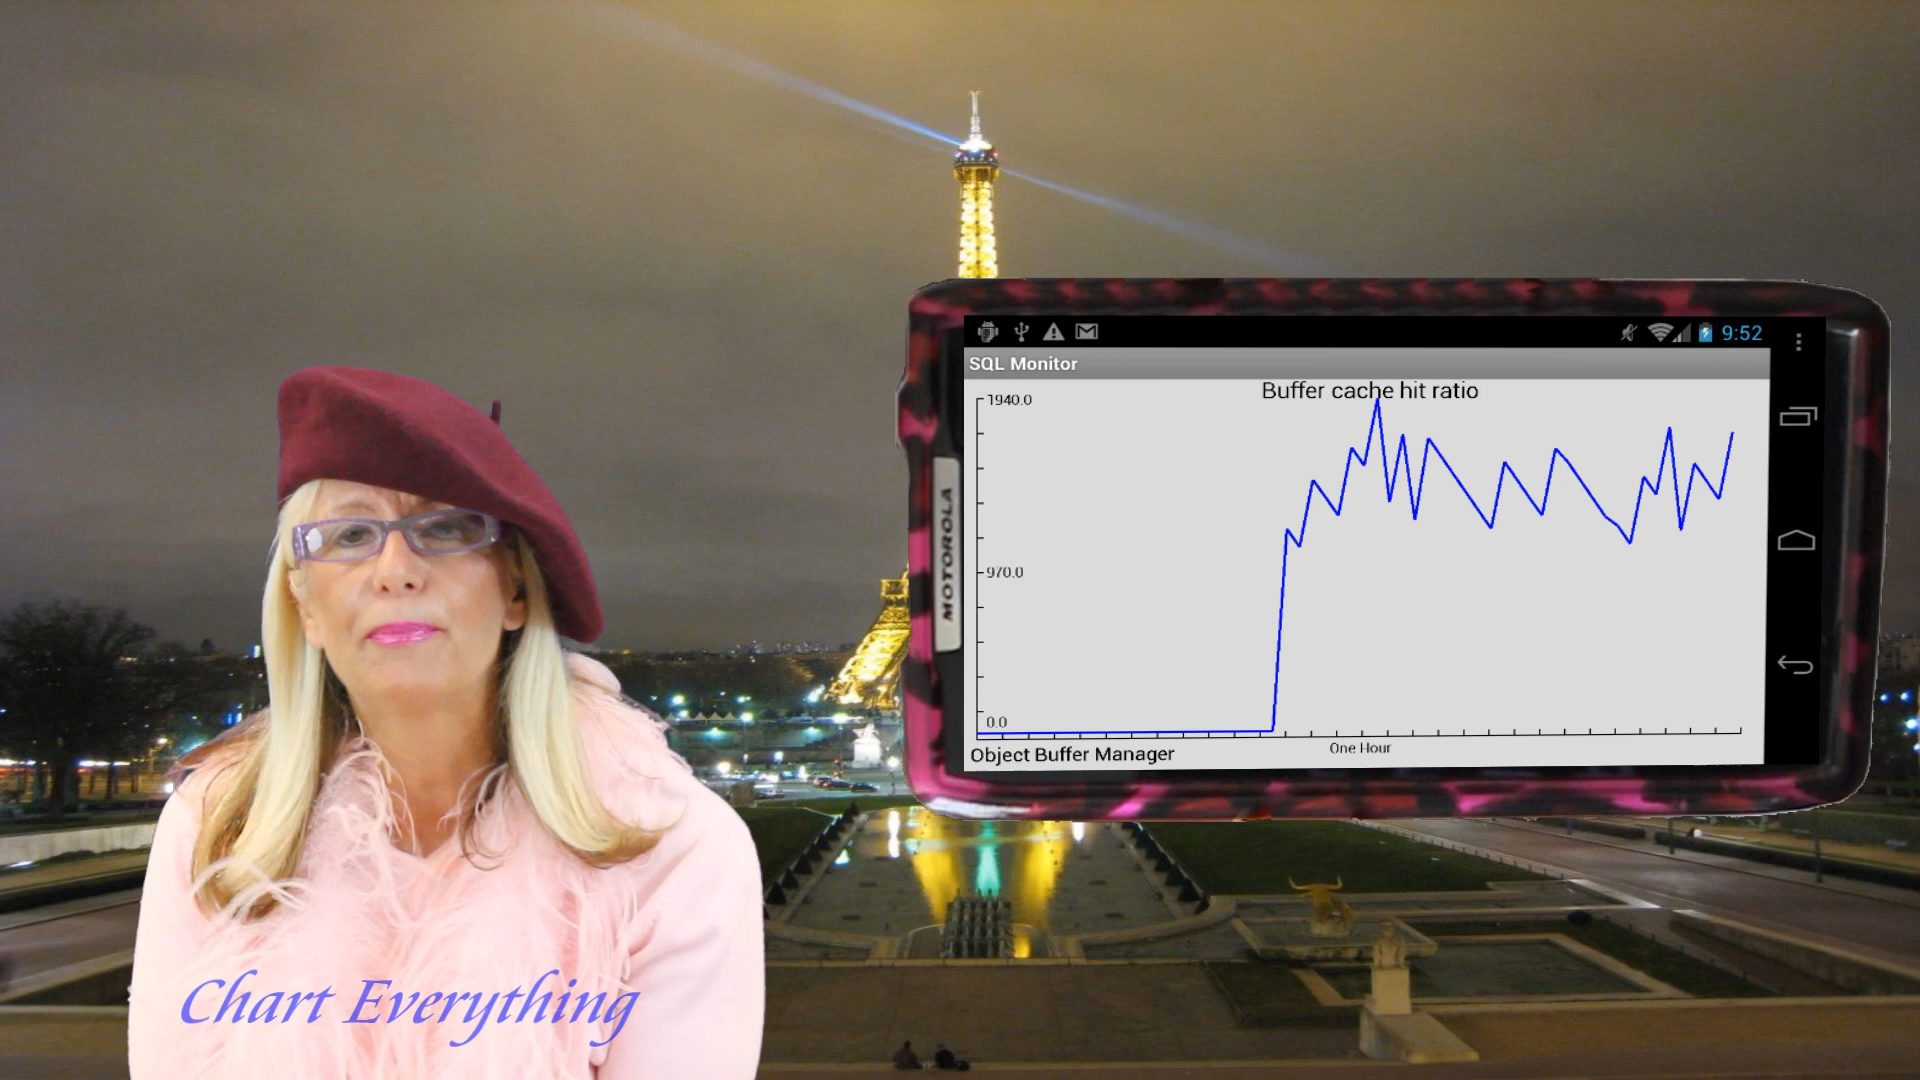 9:52
SQL Monitor
Buffer cache hit ratio
1940.0
970.0
0.0
One Hour
Object Buffer Manager
MOTOROLA
Chart Everything